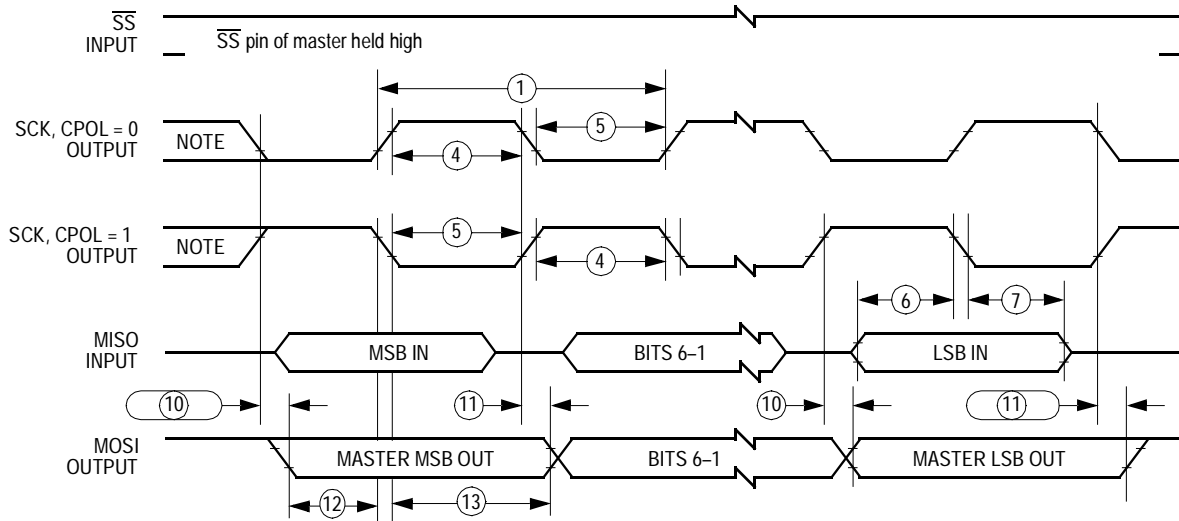 SS
INPUT
SS pin of master held high
1
SCK, CPOL = 0
OUTPUT
NOTE
5
4
SCK, CPOL = 1
OUTPUT
NOTE
5
4
6
7
MISO
INPUT
MSB IN
BITS 6–1
LSB IN
10
11
10
11
MOSI
OUTPUT
MASTER MSB OUT
BITS 6–1
MASTER LSB OUT
12
13